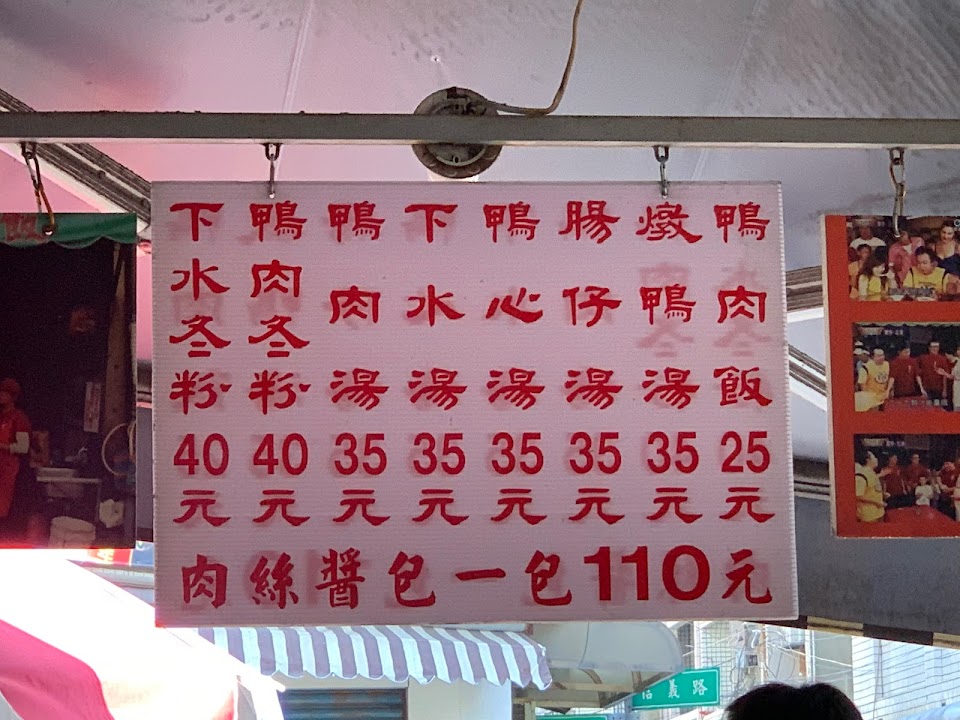 鴨肉飯25元
燉鴨湯35元
腸仔湯35元
鴨心湯35元
下水湯35元
鴨肉湯35元
鴨肉冬粉40元
下水冬粉40元
肉絲醬包一包110元
信義路